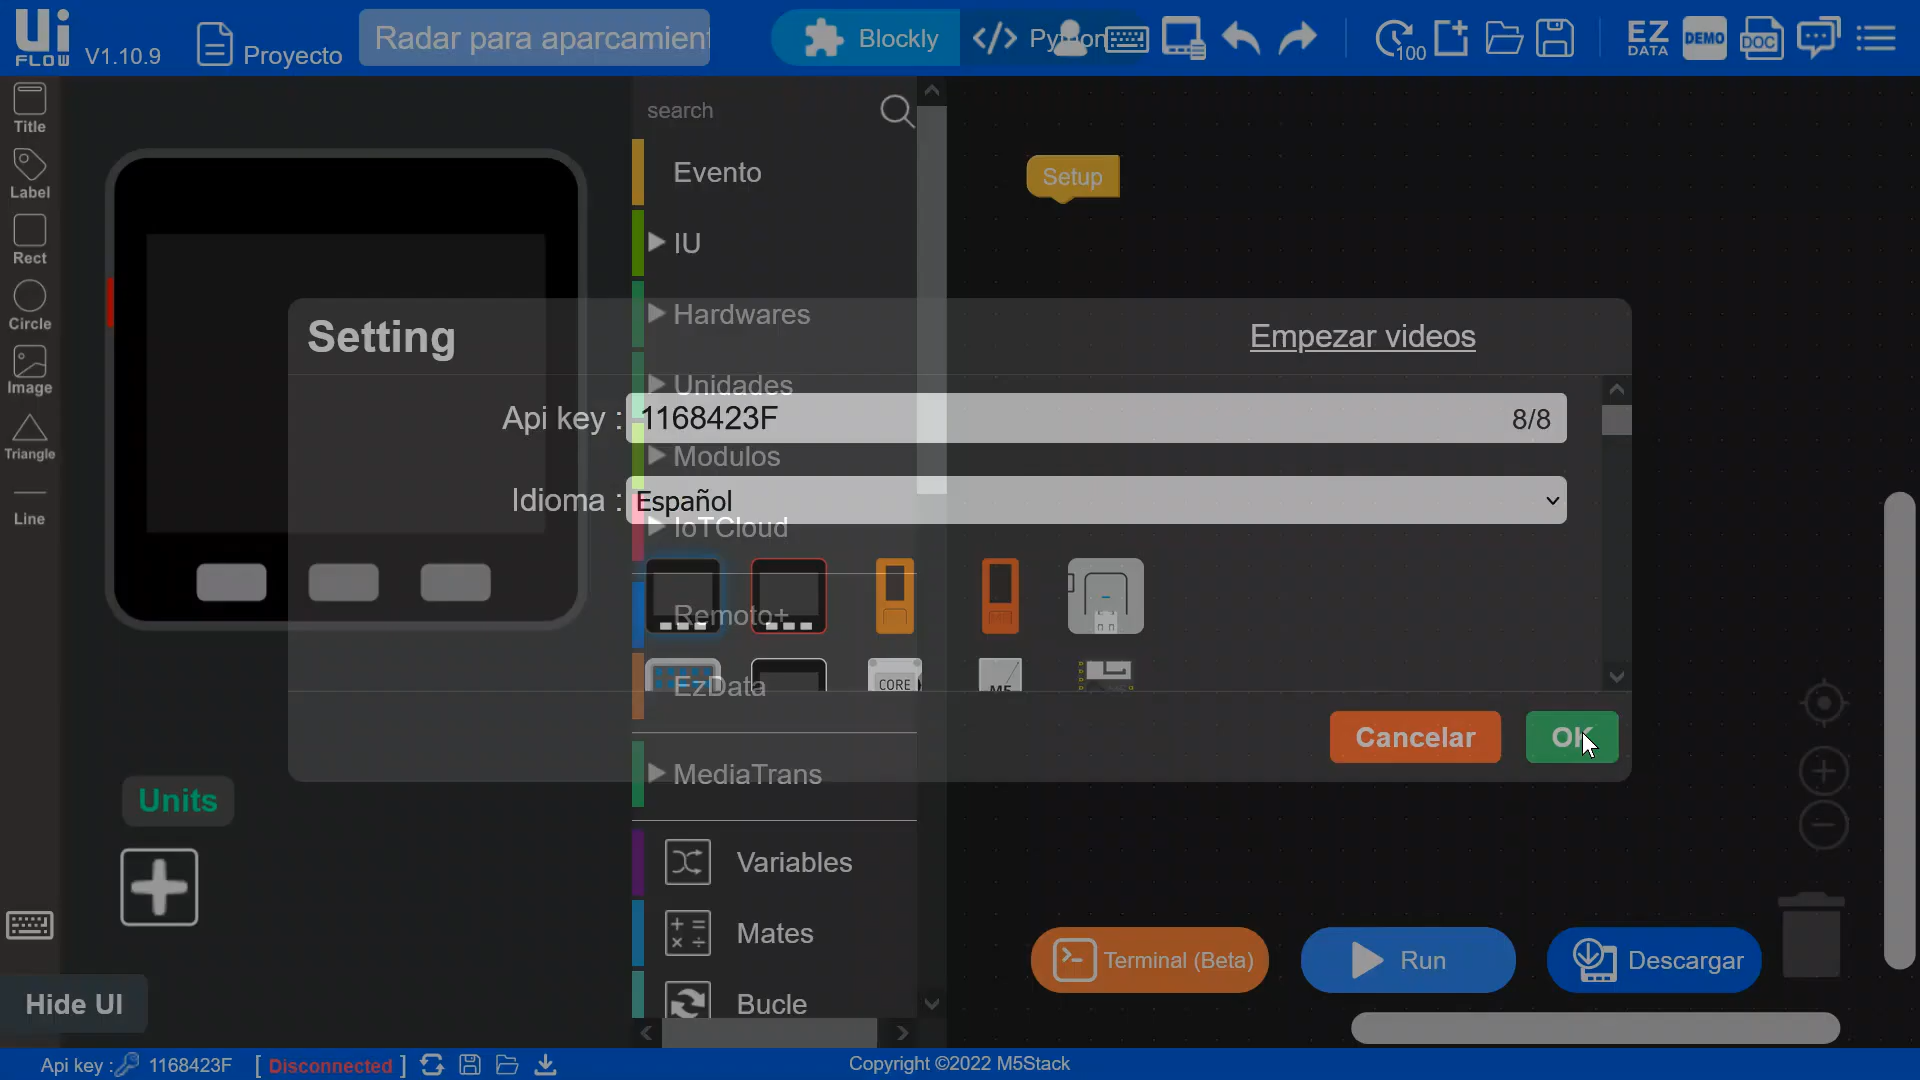 Ui
FLOW
V1.10.9
Proyecto
Radar para aparcamient
Blockly
Python
100
EZ
DATA
DEMO
DOC
Title
Label
Rect
Circle
Image
Triangle
Line
search
Evento
IU
Hardwares
Unidades
Modulos
IoTCloud
Remoto+
EzData
MediaTrans
Variables
Mates
Bucle
Setup
Setting
Empezar videos
Api key :
1168423F
8/8
Idioma :
Español
CORE
Cancelar
OK
Units
Terminal (Beta)
Run
Descargar
Hide UI
Api key : 1168423F [ Disconnected ]
Copyright ©2022 M5Stack